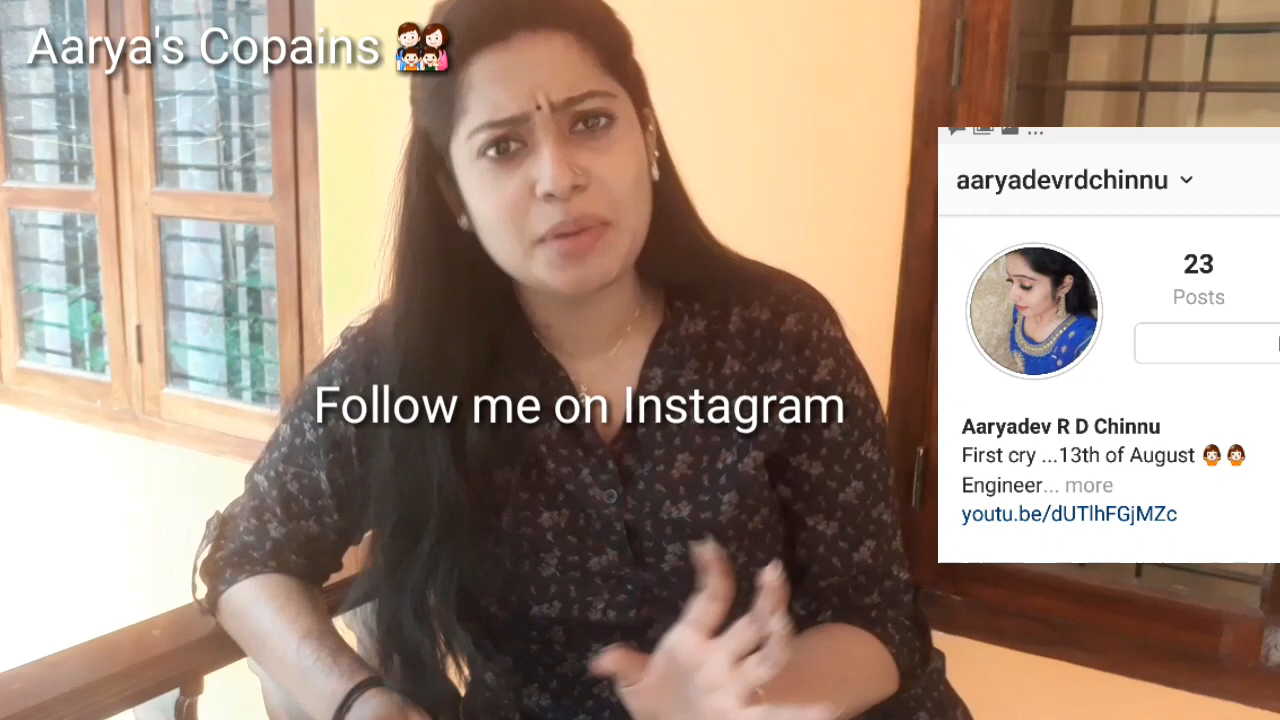 Aarya's Copains 👨‍👩‍👧‍👦
aaryadevrdchinnu
23
Posts
Follow me on Instagram
Aaryadev R D Chinnu
First cry ...13th of August 🙍🙍
Engineer... more
youtu.be/dUTlhFGjMZc